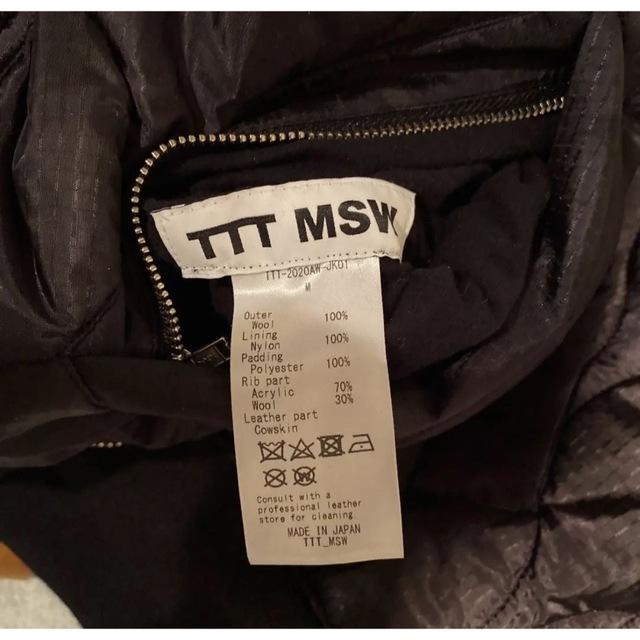 TTT MSW
TTT-2020AW-JK01
M
Outer 100%
Wool
Lining 100%
Nylon
Padding 100%
Polyester
Rib part
Acrylic 70%
Wool 30%
Leather part
Cowskin
W
Consult with a
professional leather
store for cleaning.
MADE IN JAPAN
TTT_MSW